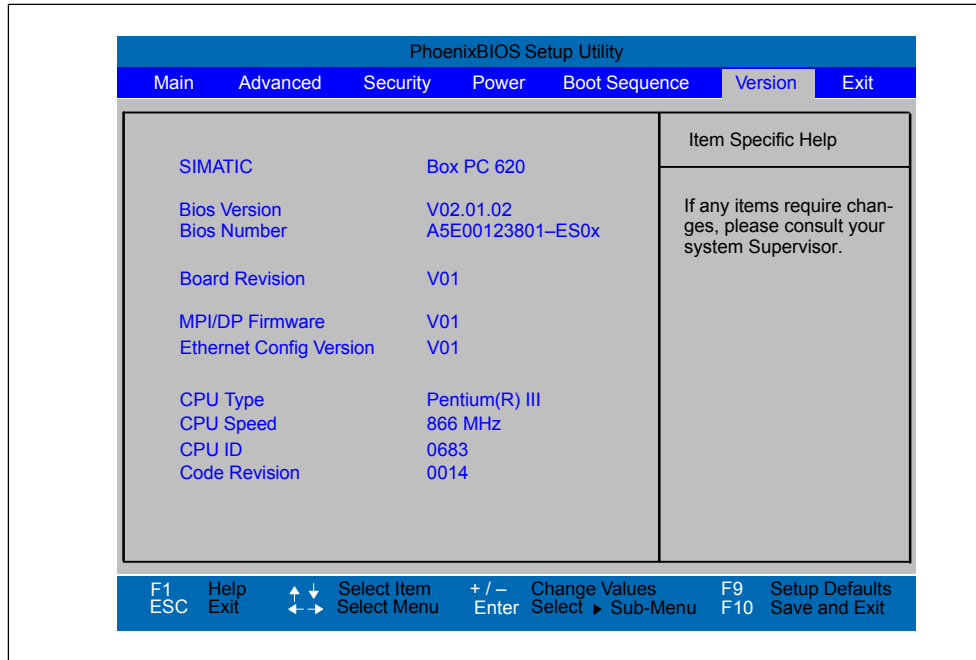 PhoenixBIOS Setup Utility
Main Advanced Security Power Boot Sequence Version Exit
Item Specific Help
SIMATIC Box PC 620
If any items require chan-
ges, please consult your
system Supervisor.
Bios Version V02.01.02
Bios Number A5E00123801–ES0x
Board Revision V01
MPI/DP Firmware V01
Ethernet Config Version V01
CPU Type Pentium(R) III
CPU Speed 866 MHz
CPU ID 0683
Code Revision 0014
F1 Help Select Item + / – Change Values F9 Setup Defaults
ESC Exit Select Menu Enter Select ▶ Sub-Menu F10 Save and Exit